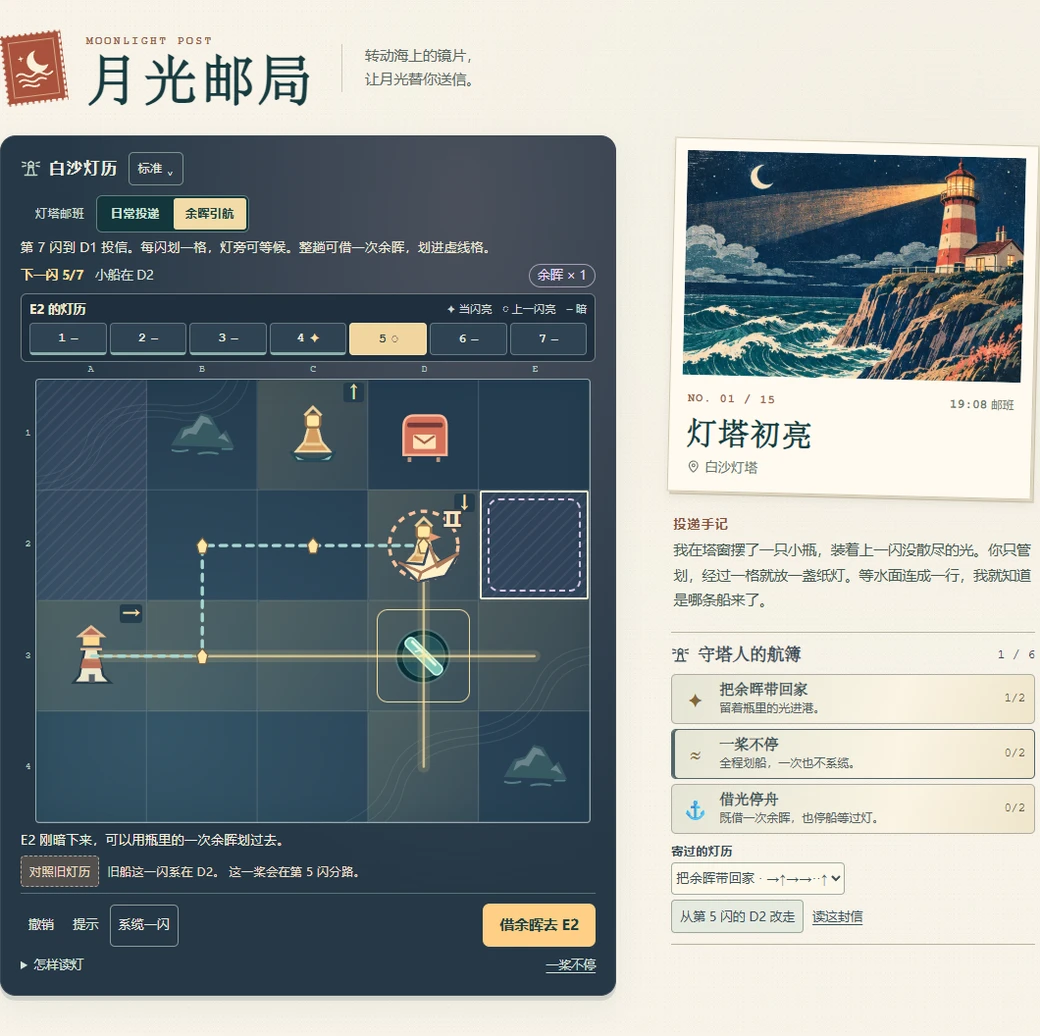 MOONLIGHT POST
月光邮局
转动海上的镜片，
让月光替你送信。
白沙灯历
标准
灯塔邮班 日常投递 余晖引航
第 7 闪到 D1 投信。每闪划一格，灯旁可等候。整趟可借一次余晖，划进虚线格。
下一闪 5/7 小船在 D2
余晖 × 1
E2 的灯历
✦ 当闪亮 ○ 上一闪亮 – 暗
1 – 2 – 3 – 4 ✦ 5 ○ 6 – 7 –
A B C D E
1
↑
2
↓
II
3
→
4
E2 刚暗下来，可以用瓶里的一次余晖划过去。
对照旧灯历 旧船这一闪系在 D2。 这一桨会在第 5 闪分路。
撤销 提示 系缆一闪 借余晖去 E2
▶ 怎样读灯 一桨不停
NO. 01 / 15
19:08 邮班
灯塔初亮
白沙灯塔
投递手记
我在塔窗摆了一只小瓶，装着上一闪没散尽的光。你只管
划，经过一格就放一盏纸灯。等水面连成一行，我就知道
是哪条船来了。
守塔人的航簿 1 / 6
✦ 把余晖带回家 1/2
留着瓶里的光进港。
≈ 一桨不停 0/2
全程划船，一次也不系缆。
⚓ 借光停舟 0/2
既借一次余晖，也停船等过灯。
寄过的灯历
把余晖带回家 · →↑→→··↑
从第 5 闪的 D2 改走 读这封信